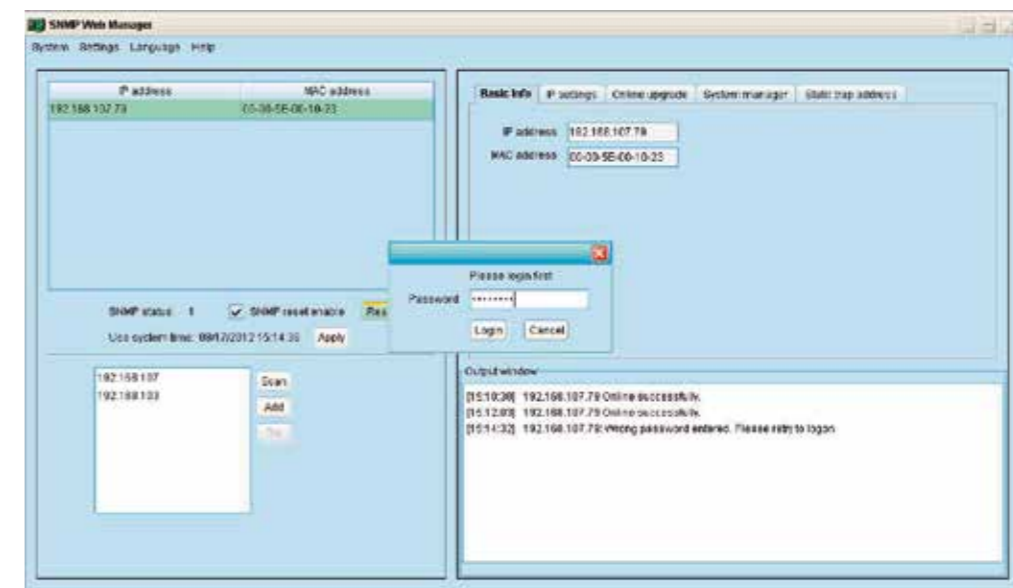 SNMP Web Manager
System Settings Language Help
IP address MAC address
192.168.107.79 00-30-5E-00-10-23
SNMP status 1 SNMP reset enable
Use system time: 09/17/2012 15:14:36 Apply
192.168.107
192.168.103
Scan
Add
Basic Info IP settings Online upgrade System manager Static trap address
IP address 192.168.107.79
MAC address 00-30-5E-00-10-23
Please login first
Password ********
Login Cancel
Output window
[15:10:38] 192.168.107.79 Online successfully.
[15:12:03] 192.168.107.79 Online successfully.
[15:14:32] 192.168.107.79: Wrong password entered. Please retry to logon.